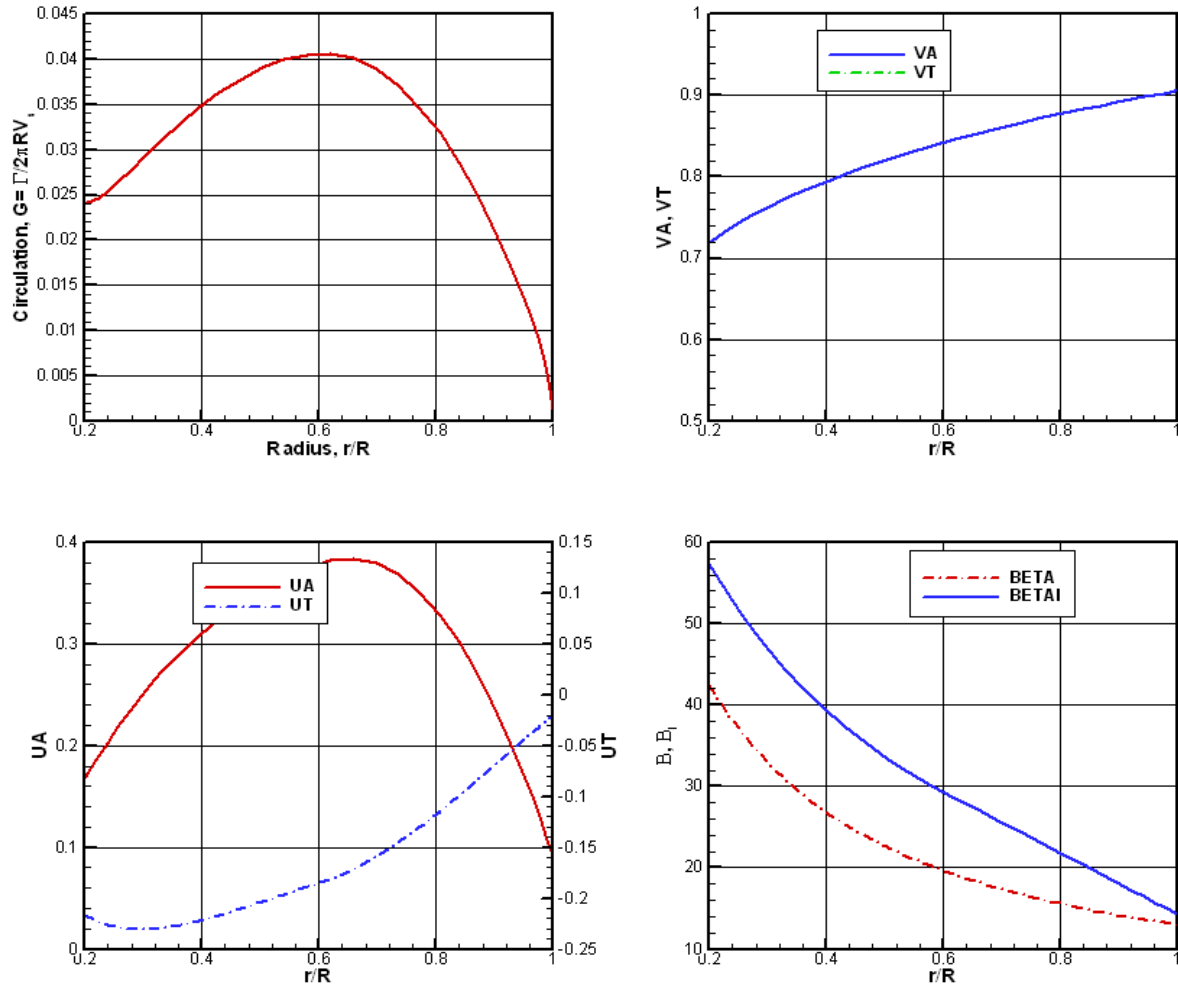 0.045
0.04
0.035
0.03
0.025
0.02
0.015
0.01
0.005
0
Circulation, G= Γ/2πRV,
0.2 0.4 0.6 0.8 1
Radius, r/R
VA
VT
1
0.9
0.8
0.7
0.6
0.5
VA, VT
0.2 0.4 0.6 0.8 1
r/R
UA
UT
0.4
0.3
0.2
0.1
0
UA
0.15
0.1
0.05
0
-0.05
-0.1
-0.15
-0.2
-0.25
UT
0.2 0.4 0.6 0.8 1
r/R
BETA
BETAI
60
50
40
30
20
10
B, Bᵢ
0.2 0.4 0.6 0.8 1
r/R